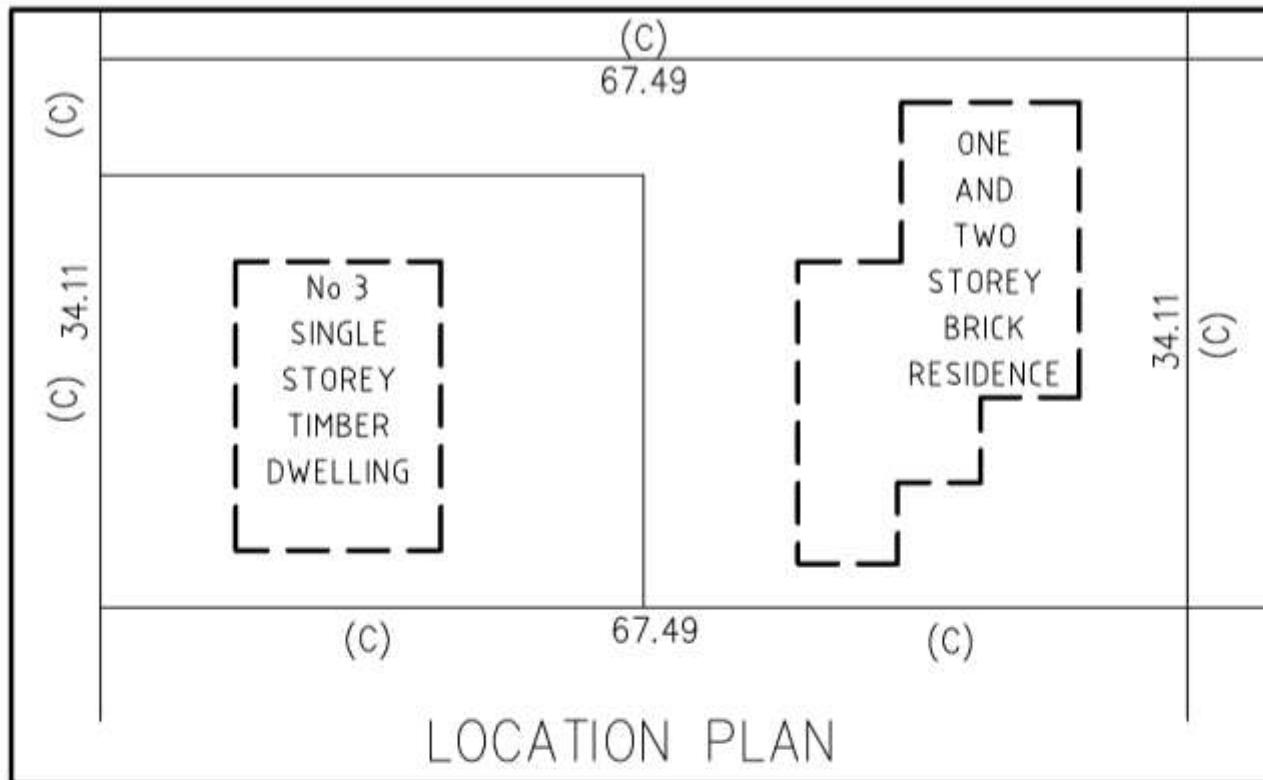 (C)
67.49
(C)
34.11
(C)
No 3
SINGLE
STOREY
TIMBER
DWELLING
ONE
AND
TWO
STOREY
BRICK
RESIDENCE
34.11
(C)
(C)
67.49
(C)
LOCATION PLAN